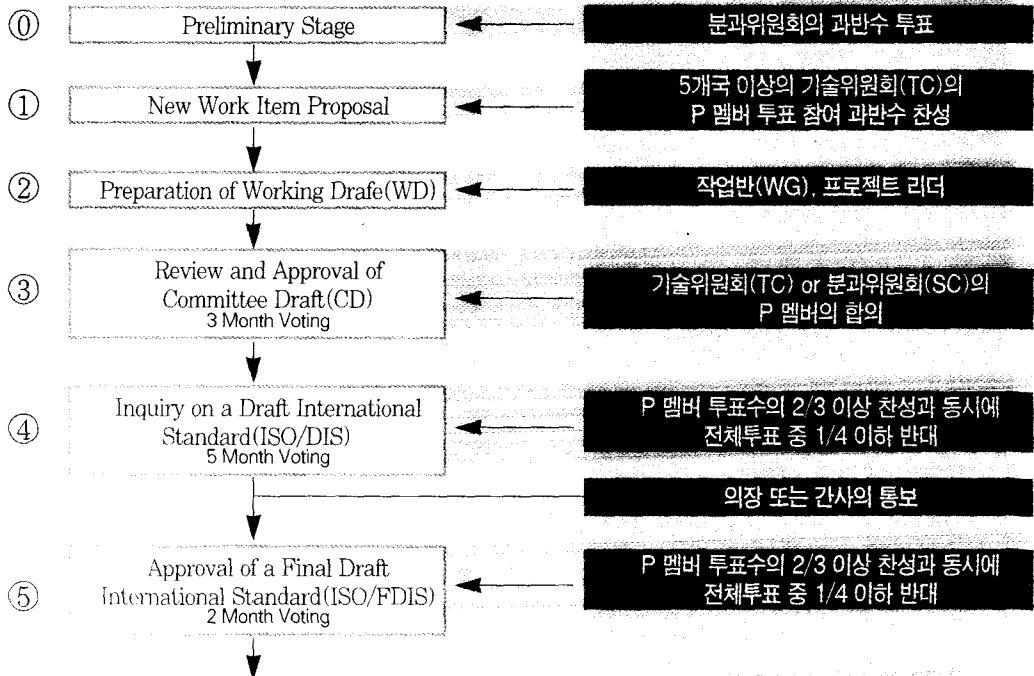 ⓪
Preliminary Stage
분과위원회의 과반수 투표
①
New Work Item Proposal
5개국 이상의 기술위원회(TC)의
P 멤버 투표 참여 과반수 찬성
②
Preparation of Working Drafe(WD)
작업반(WG), 프로젝트 리더
③
Review and Approval of
Committee Draft(CD)
3 Month Voting
기술위원회(TC) or 분과위원회(SC)의
P 멤버의 합의
④
Inquiry on a Draft International
Standard(ISO/DIS)
5 Month Voting
P 멤버 투표수의 2/3 이상 찬성과 동시에
전체투표 중 1/4 이하 반대
의장 또는 간사의 통보
⑤
Approval of a Final Draft
International Standard(ISO/FDIS)
2 Month Voting
P 멤버 투표수의 2/3 이상 찬성과 동시에
전체투표 중 1/4 이하 반대